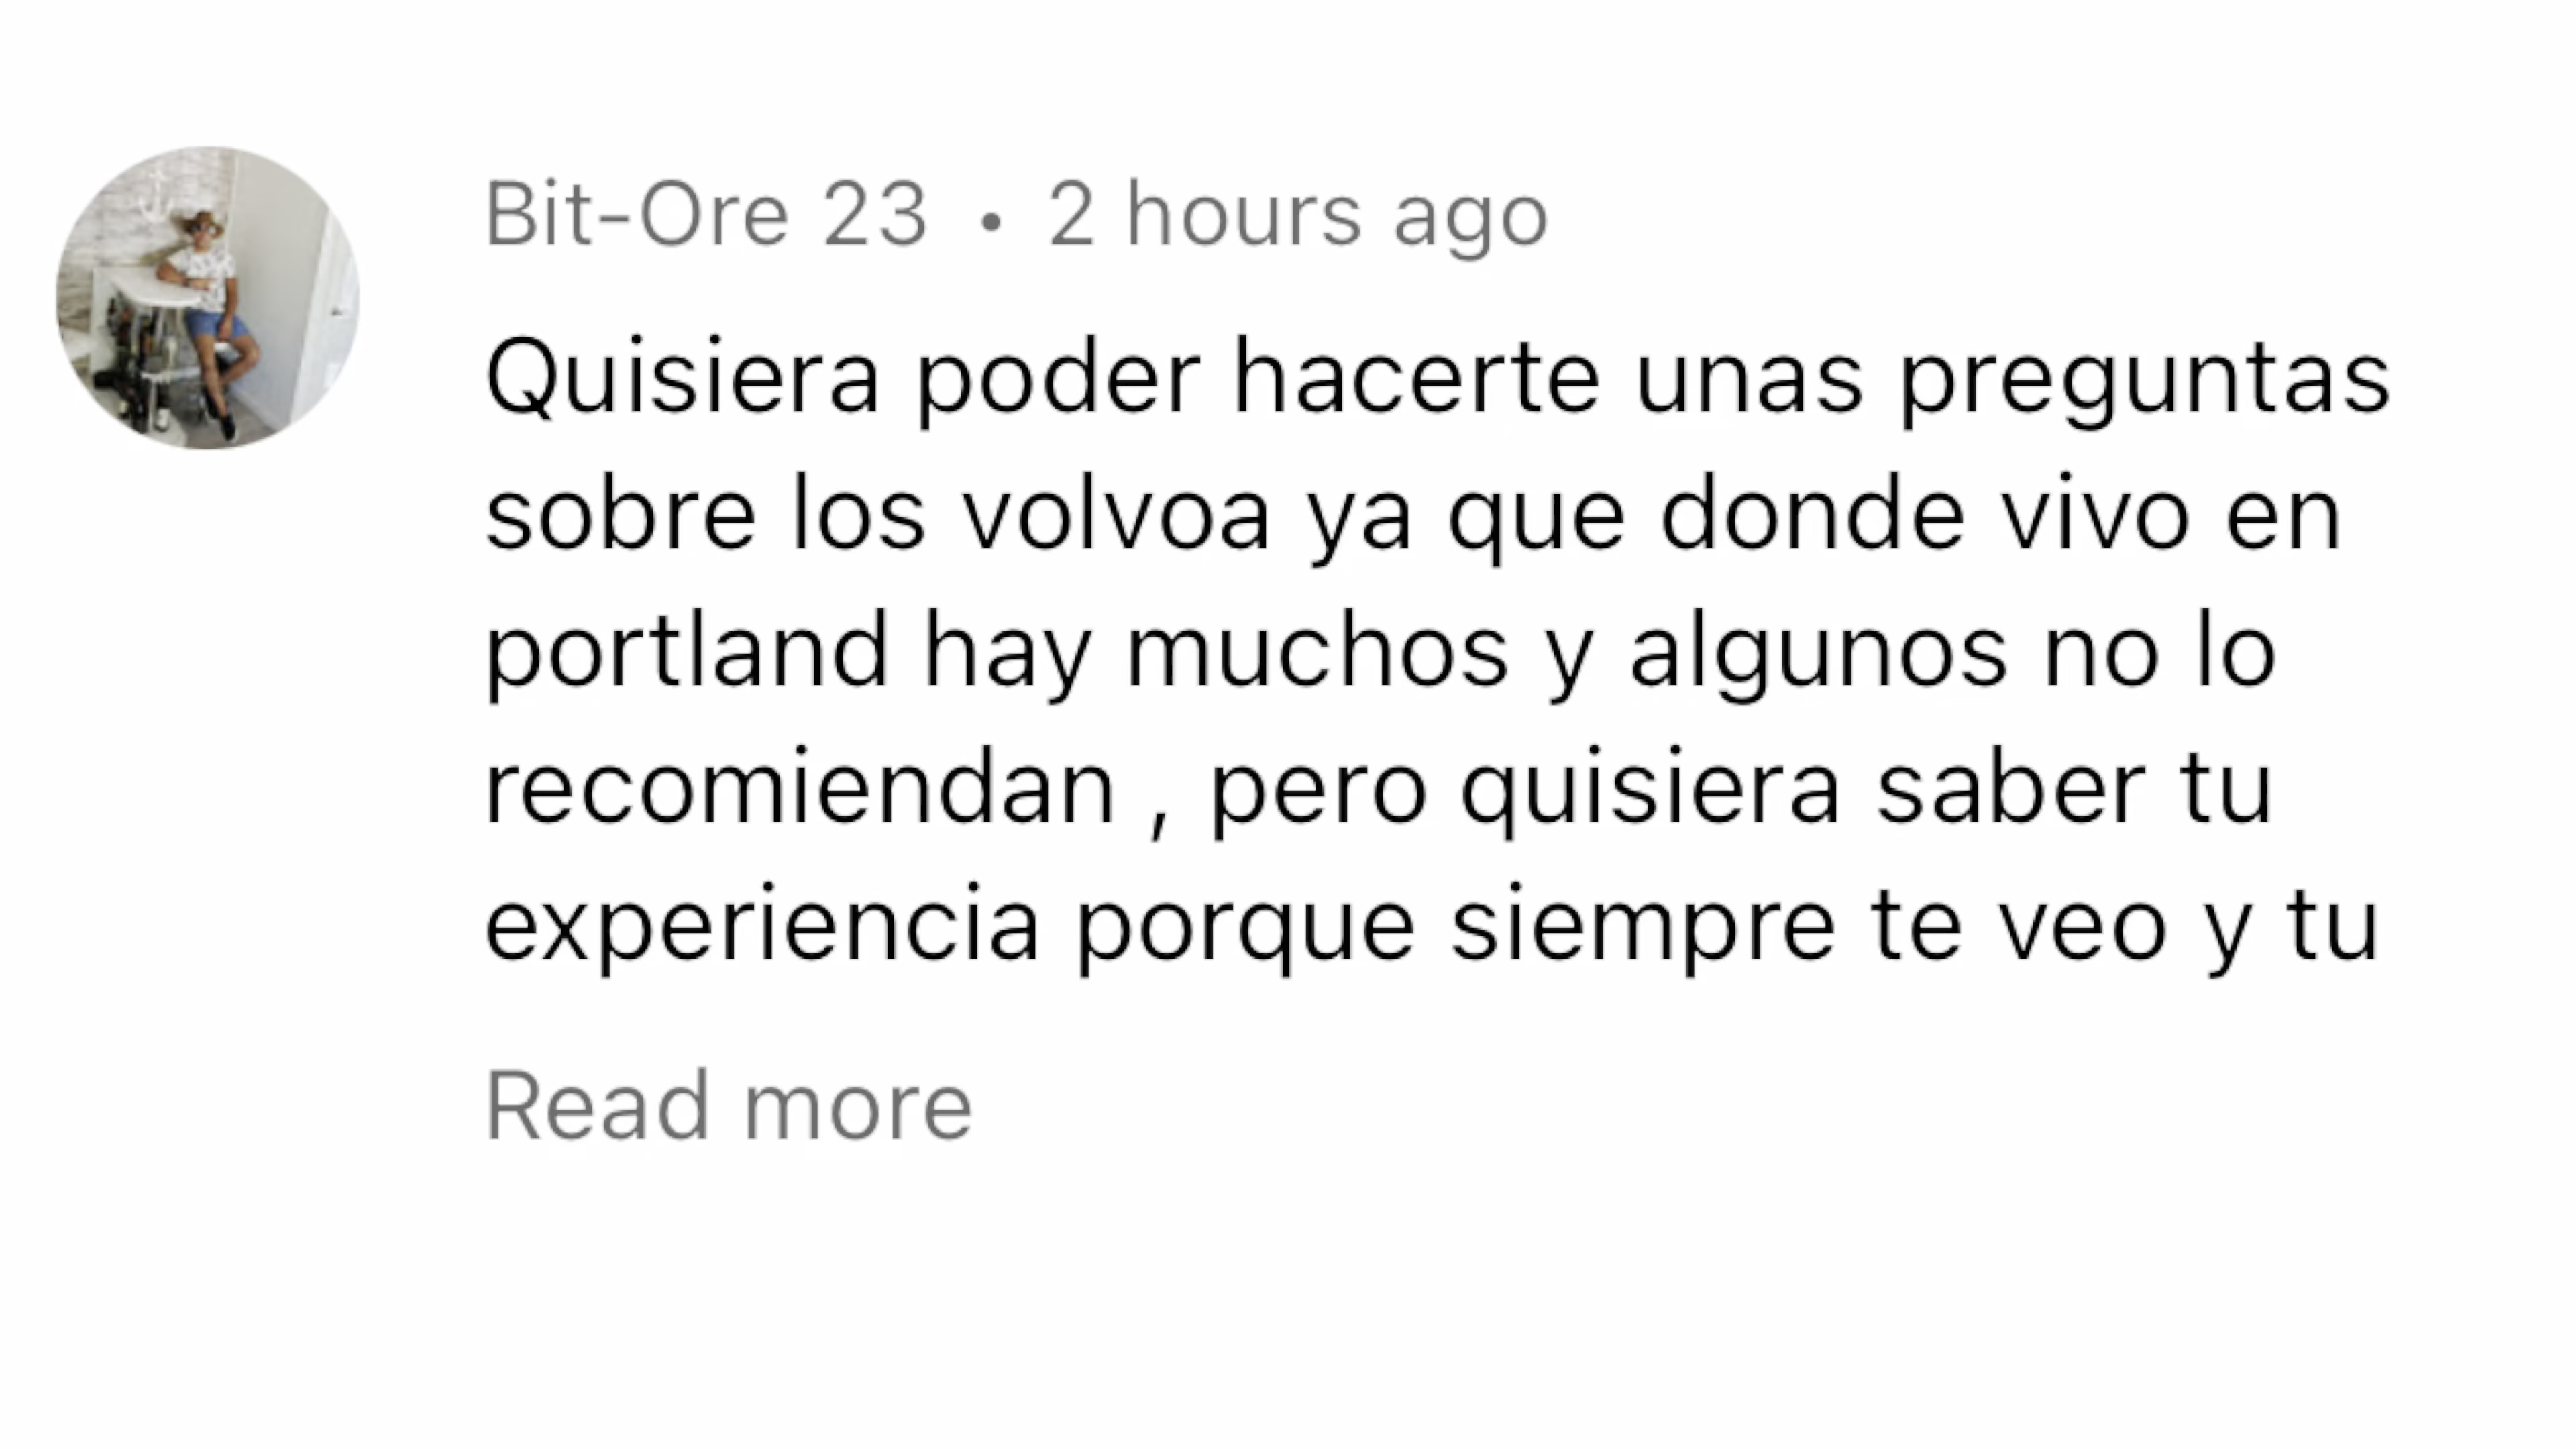 Bit-Ore 23 • 2 hours ago
Quisiera poder hacerte unas preguntas
sobre los volvoa ya que donde vivo en
portland hay muchos y algunos no lo
recomiendan , pero quisiera saber tu
experiencia porque siempre te veo y tu
Read more